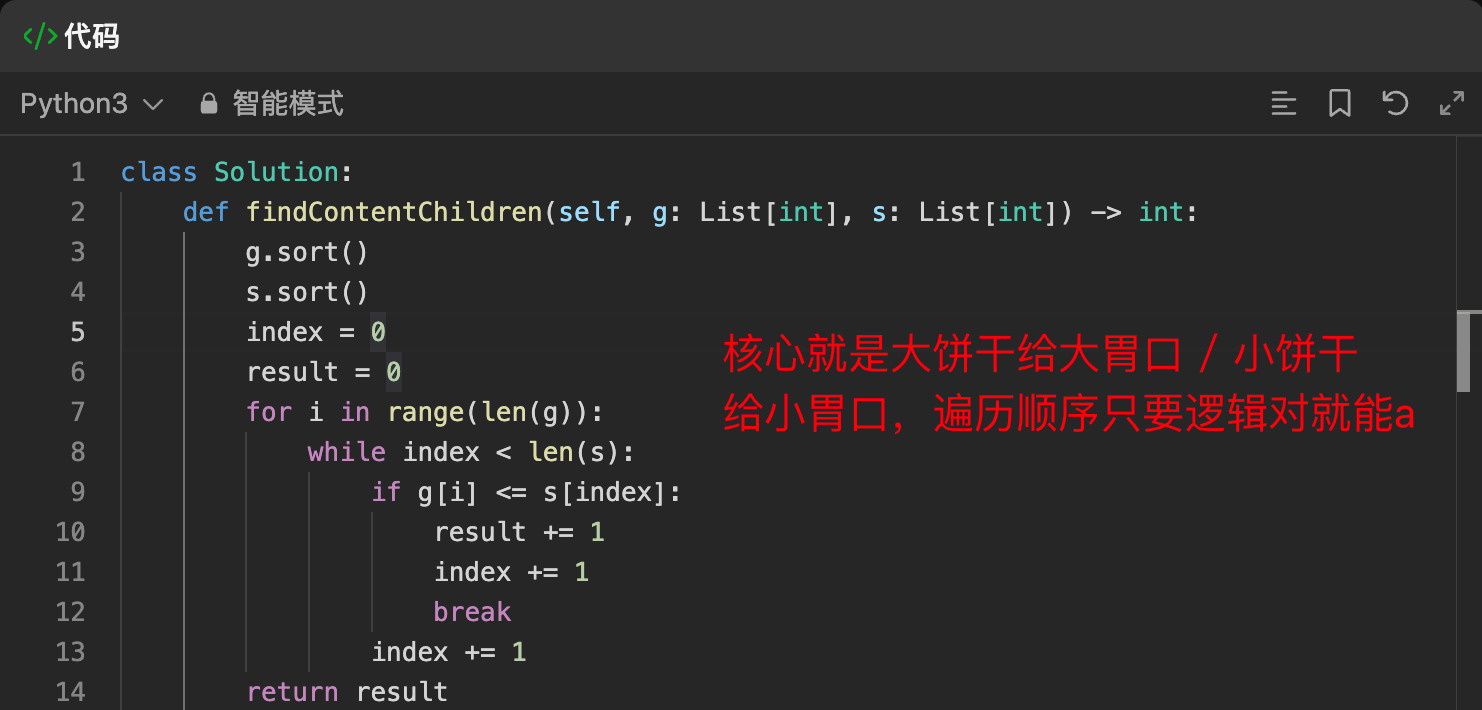 </> 代码
Python3 智能模式
1 class Solution:
2     def findContentChildren(self, g: List[int], s: List[int]) -> int:
3         g.sort()
4         s.sort()
5         index = 0
6         result = 0
核心就是大饼干给大胃口 / 小饼干
7         for i in range(len(g)):
给小胃口，遍历顺序只要逻辑对就能a
8             while index < len(s):
9                 if g[i] <= s[index]:
10                     result += 1
11                     index += 1
12                     break
13                 index += 1
14         return result